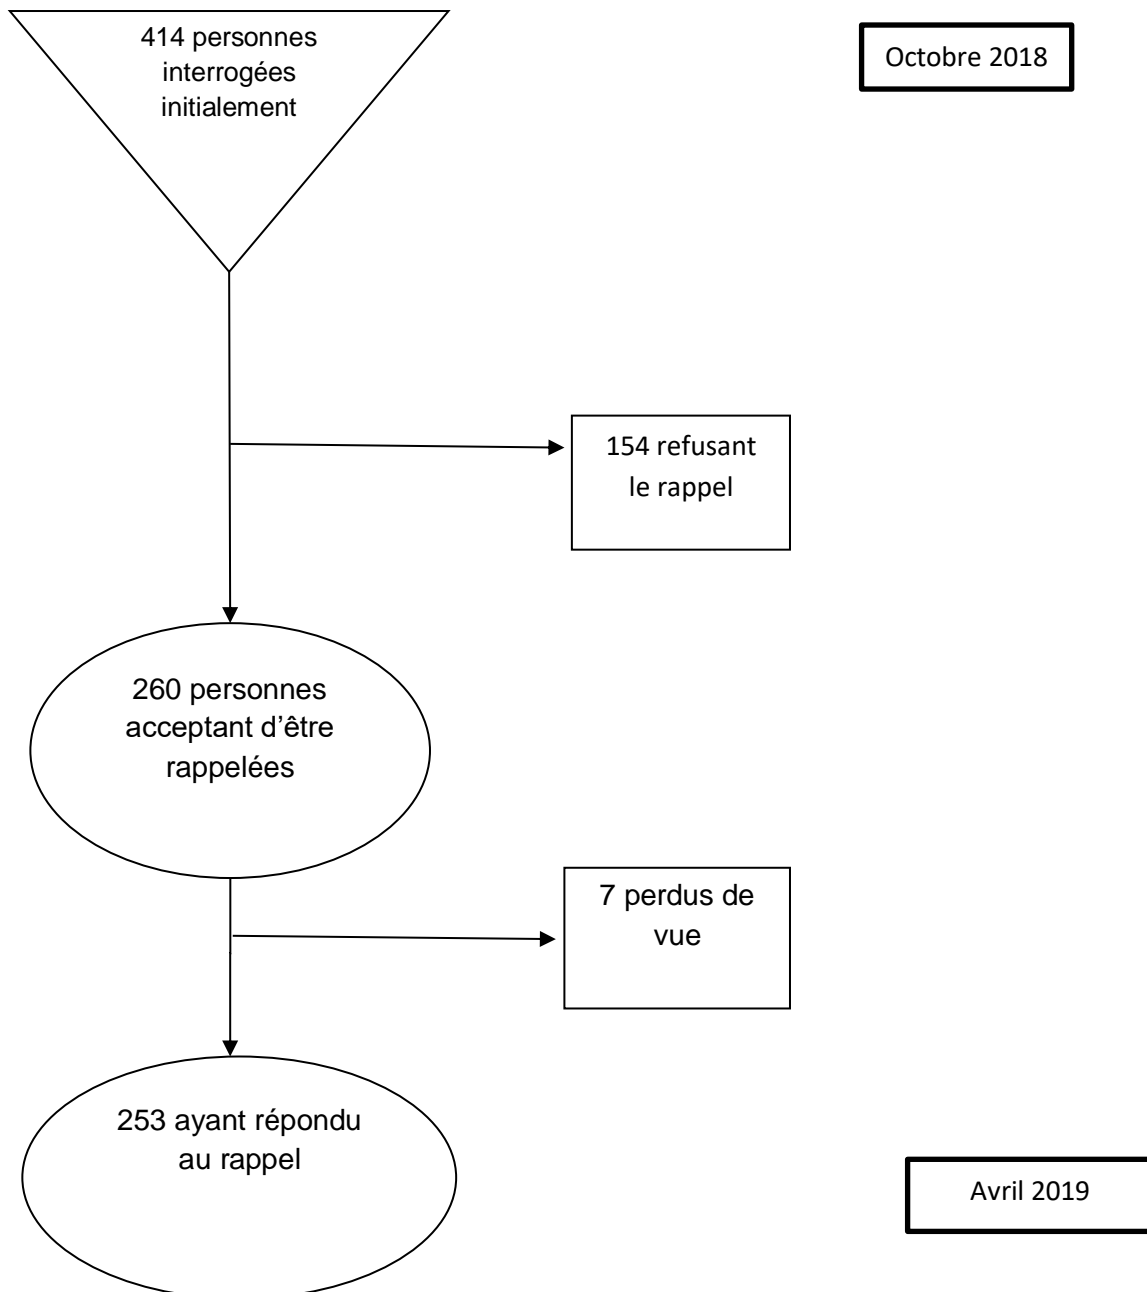 414 personnes
interrogées
initialement
Octobre 2018
154 refusant
le rappel
260 personnes
acceptant d’être
rappelées
7 perdus de
vue
253 ayant répondu
au rappel
Avril 2019